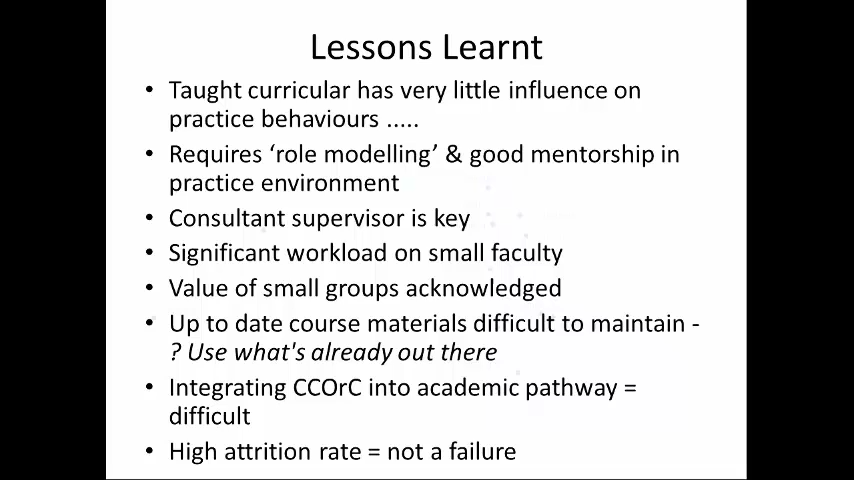 Lessons Learnt
• Taught curricular has very little influence on
practice behaviours .....
• Requires ‘role modelling’ & good mentorship in
practice environment
• Consultant supervisor is key
• Significant workload on small faculty
• Value of small groups acknowledged
• Up to date course materials difficult to maintain -
? Use what's already out there
• Integrating CCOrC into academic pathway =
difficult
• High attrition rate = not a failure